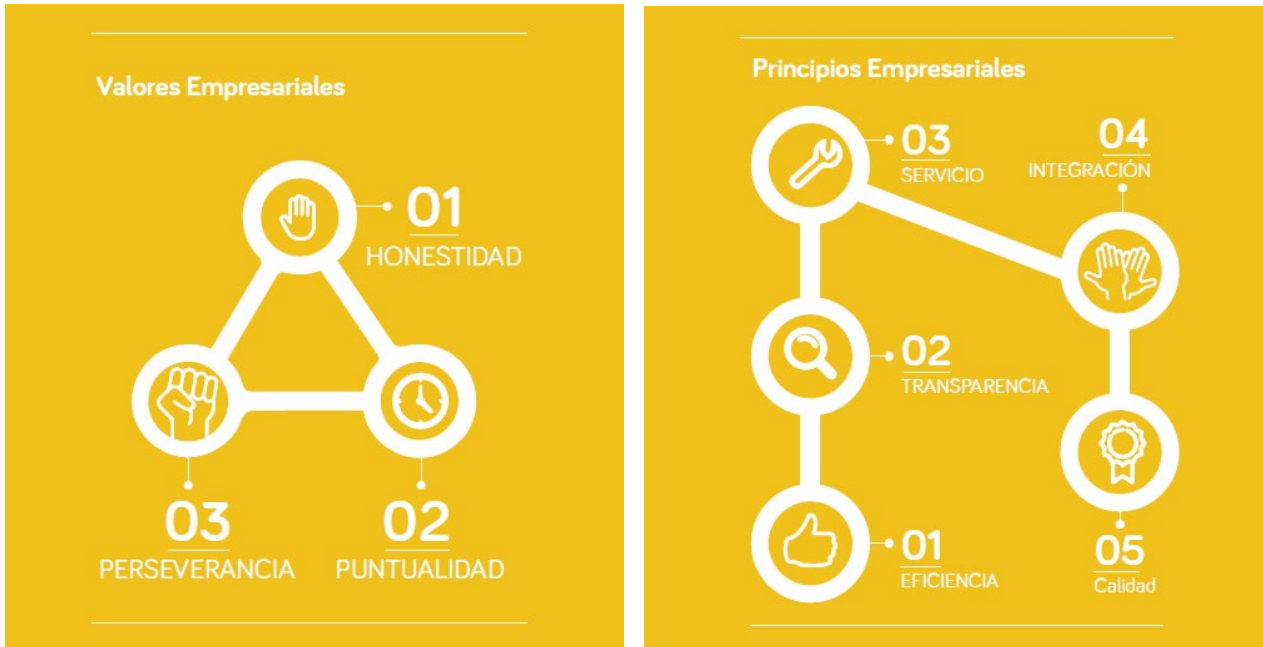 Valores Empresariales
01
HONESTIDAD
03
PERSEVERANCIA
02
PUNTUALIDAD
Principios Empresariales
03
SERVICIO
04
INTEGRACIÓN
02
TRANSPARENCIA
01
EFICIENCIA
05
Calidad